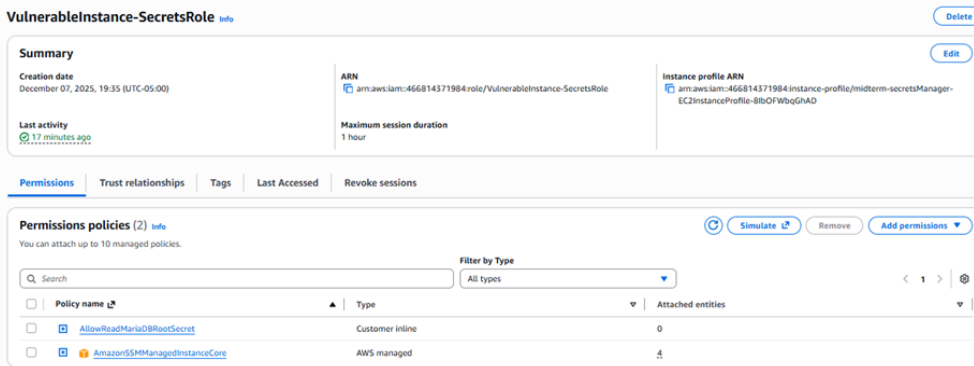 VulnerableInstance-SecretsRole Info
Delete
Summary
Edit
Creation date
December 07, 2025, 19:35 (UTC-05:00)
ARN
arn:aws:iam::466814371984:role/VulnerableInstance-SecretsRole
Instance profile ARN
arn:aws:iam::466814371984:instance-profile/midterm-secretsManager-
EC2InstanceProfile-8IbOFWbqGhAD
Last activity
17 minutes ago
Maximum session duration
1 hour
Permissions
Trust relationships
Tags
Last Accessed
Revoke sessions
Permissions policies (2) Info
You can attach up to 10 managed policies.
Simulate
Remove
Add permissions
Filter by Type
Search
All types
1
Policy name
Type
Attached entities
AllowReadMariaDBRootSecret
Customer inline
0
AmazonSSMManagedInstanceCore
AWS managed
4